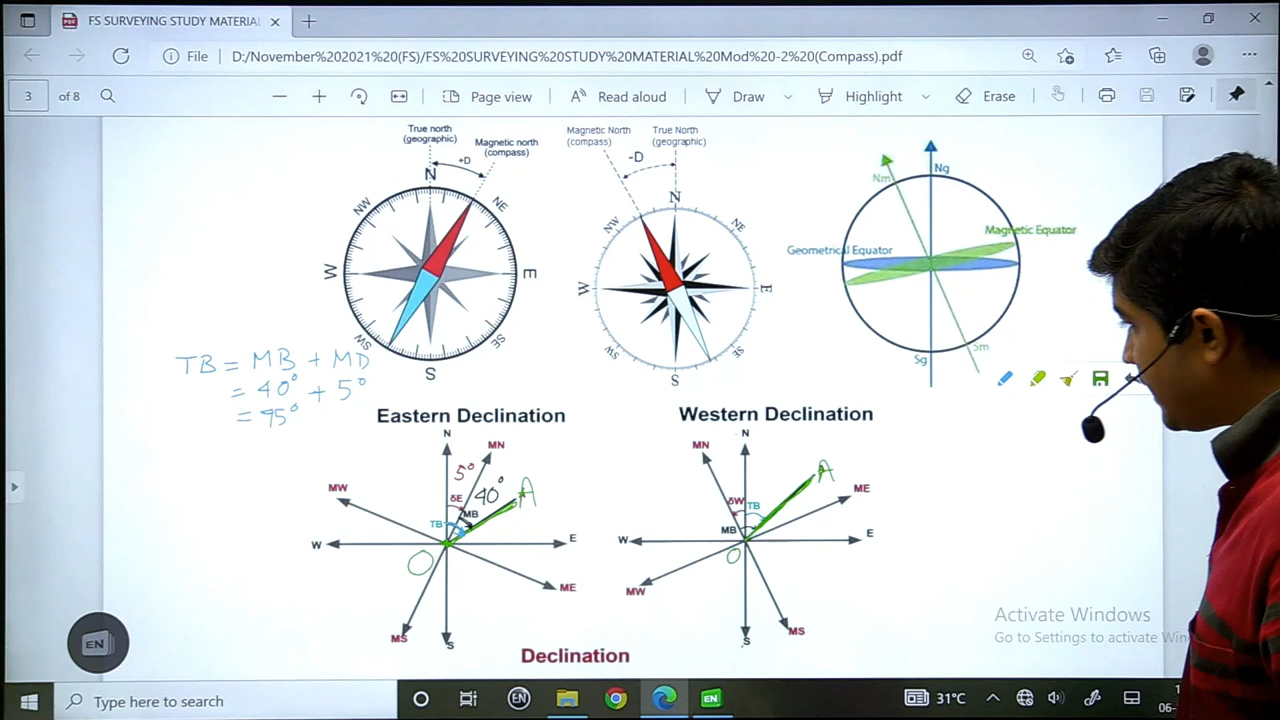 FS SURVEYING STUDY MATERIAL
File
D:/November%202021%20(FS)/FS%20SURVEYING%20STUDY%20MATERIAL%20Mod%20-2%20(Compass).pdf
3 of 8
Page view
Read aloud
Draw
Highlight
Erase
True north
(geographic)
Magnetic north
(compass)
+D
N
NE
E
SE
S
SW
W
NW
Magnetic North
(compass)
True North
(geographic)
-D
N
NE
E
SE
S
SW
W
NW
Nm
Ng
Magnetic Equator
Geometrical Equator
Sg
Sm
TB = MB + MD
= 40° + 5°
= 45°
Eastern Declination
Western Declination
N
MN
5°
40°
A
MW
δE
MB
TB
W
E
O
ME
MS
S
MN
N
A
ME
δW
TB
MB
W
E
O
MW
MS
S
Declination
Activate Windows
Go to Settings to activate Win
EN
Type here to search
EN
EN
31°C